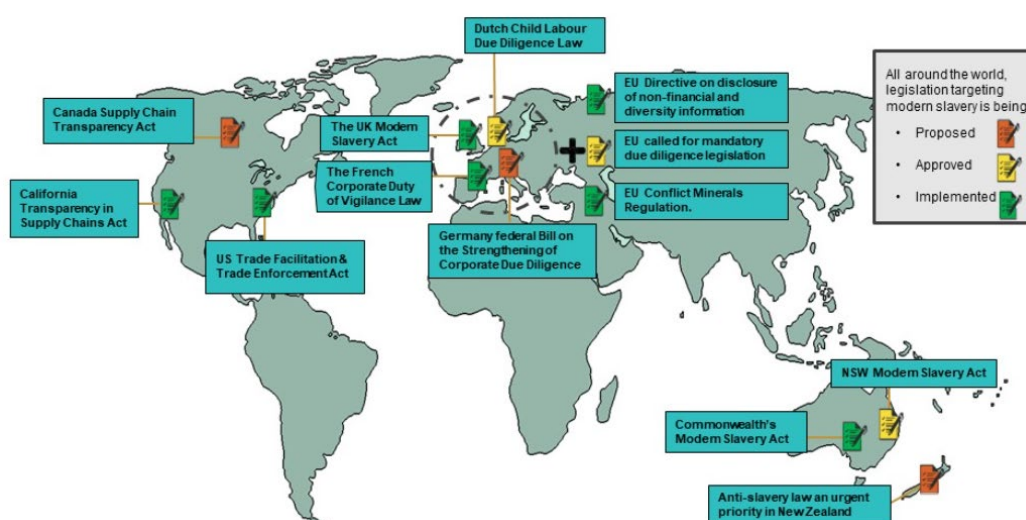 Dutch Child Labour
Due Diligence Law
Canada Supply Chain
Transparency Act
The UK Modern
Slavery Act
EU Directive on disclosure
of non-financial and
diversity information
All around the world,
legislation targeting
modern slavery is being
• Proposed
• Approved
• Implemented
EU called for mandatory
due diligence legislation
California
Transparency in
Supply Chains Act
The French
Corporate Duty
of Vigilance Law
EU Conflict Minerals
Regulation.
US Trade Facilitation &
Trade Enforcement Act
Germany federal Bill on
the Strengthening of
Corporate Due Diligence
NSW Modern Slavery Act
Commonwealth's
Modern Slavery Act
Anti-slavery law an urgent
priority in New Zealand